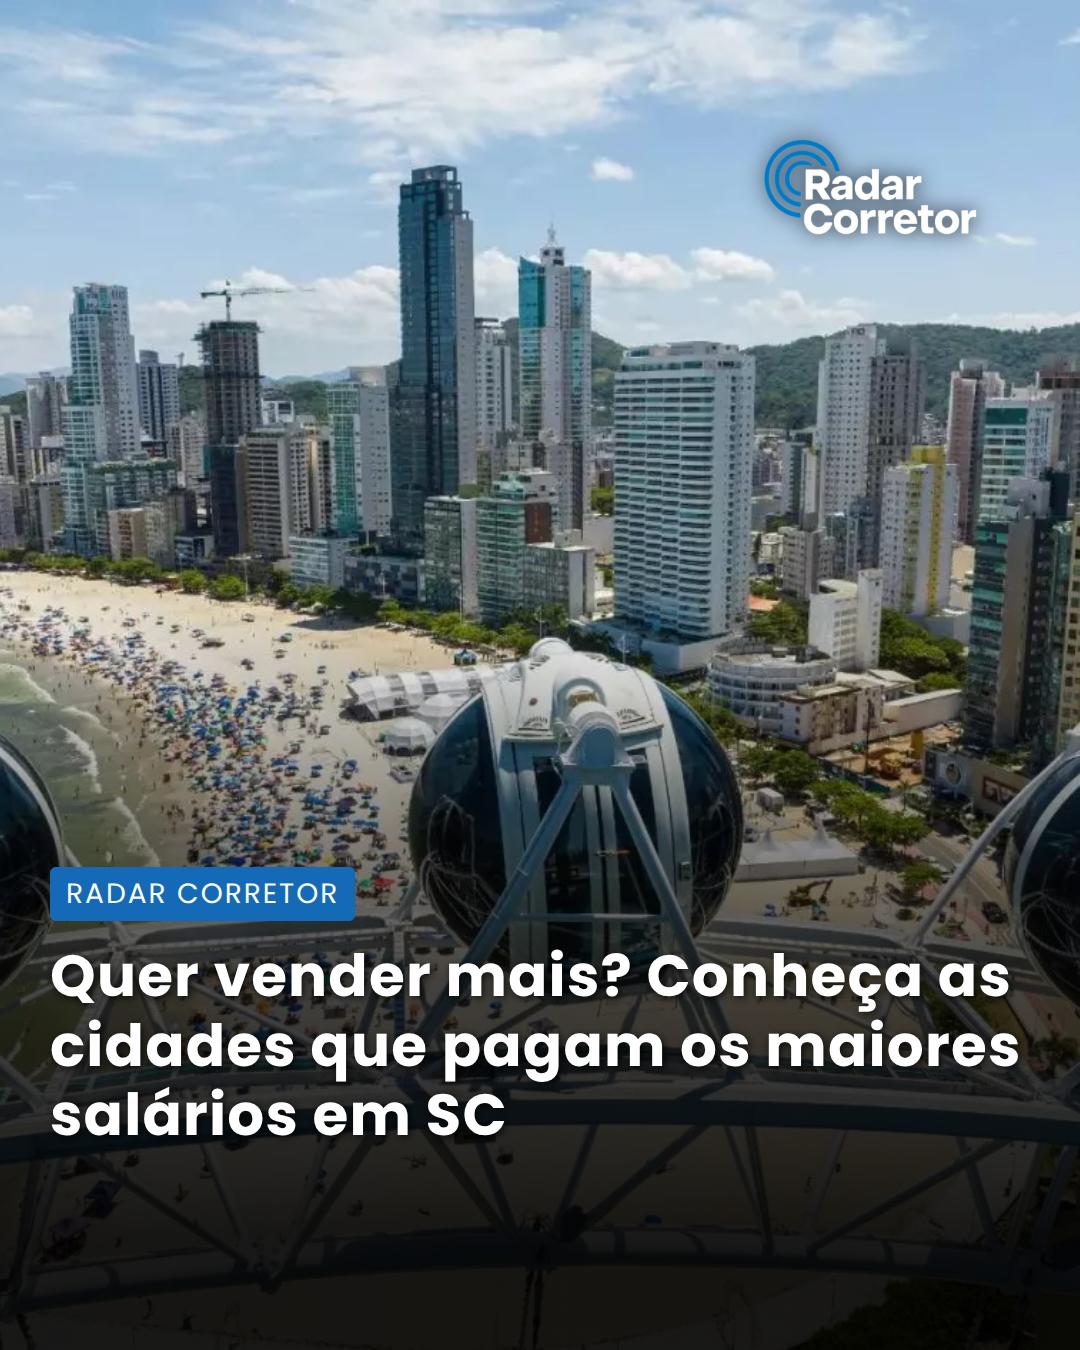 Radar
Corretor
RADAR CORRETOR
Quer vender mais? Conheça as
cidades que pagam os maiores
salários em SC